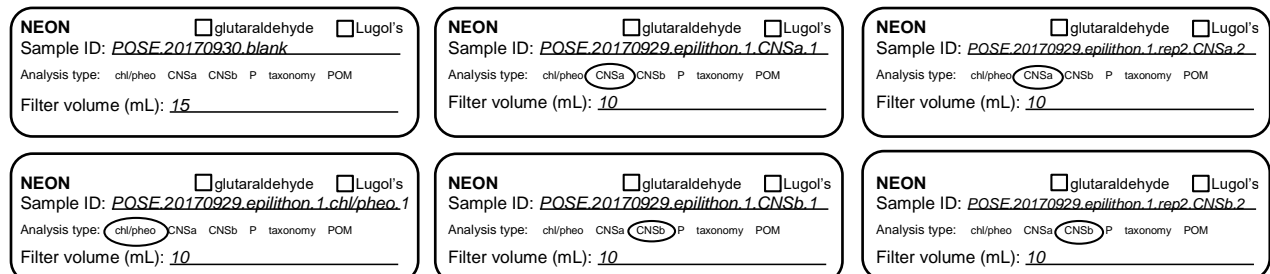 NEON ☐ glutaraldehyde ☐ Lugol's
Sample ID: POSE.20170930.blank
Analysis type: chl/pheo CNSa CNSb P taxonomy POM
Filter volume (mL): 15
NEON ☐ glutaraldehyde ☐ Lugol's
Sample ID: POSE.20170929.epilithon.1.CNSa.1
Analysis type: chl/pheo CNSa CNSb P taxonomy POM
Filter volume (mL): 10
NEON ☐ glutaraldehyde ☐ Lugol's
Sample ID: POSE.20170929.epilithon.1.rep2.CNSa.2
Analysis type: chl/pheo CNSa CNSb P taxonomy POM
Filter volume (mL): 10
NEON ☐ glutaraldehyde ☐ Lugol's
Sample ID: POSE.20170929.epilithon.1.chl/pheo.1
Analysis type: chl/pheo CNSa CNSb P taxonomy POM
Filter volume (mL): 10
NEON ☐ glutaraldehyde ☐ Lugol's
Sample ID: POSE.20170929.epilithon.1.CNSb.1
Analysis type: chl/pheo CNSa CNSb P taxonomy POM
Filter volume (mL): 10
NEON ☐ glutaraldehyde ☐ Lugol's
Sample ID: POSE.20170929.epilithon.1.rep2.CNSb.2
Analysis type: chl/pheo CNSa CNSb P taxonomy POM
Filter volume (mL): 10